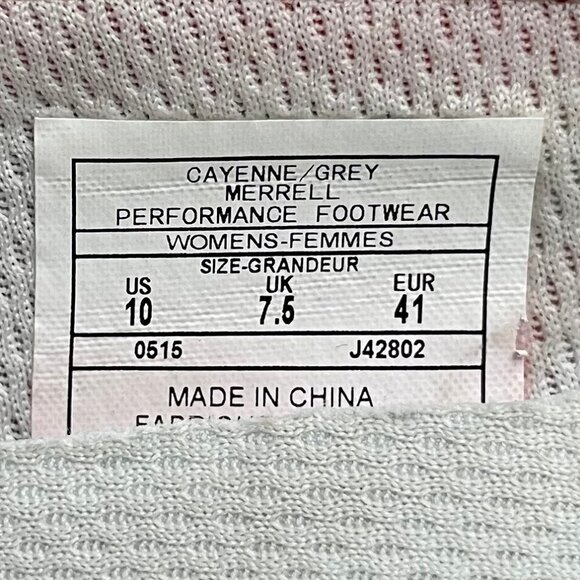 CAYENNE/GREY
MERRELL
PERFORMANCE FOOTWEAR
WOMENS-FEMMES
SIZE-GRANDEUR
US UK EUR
10 7.5 41
0515 J42802
MADE IN CHINA